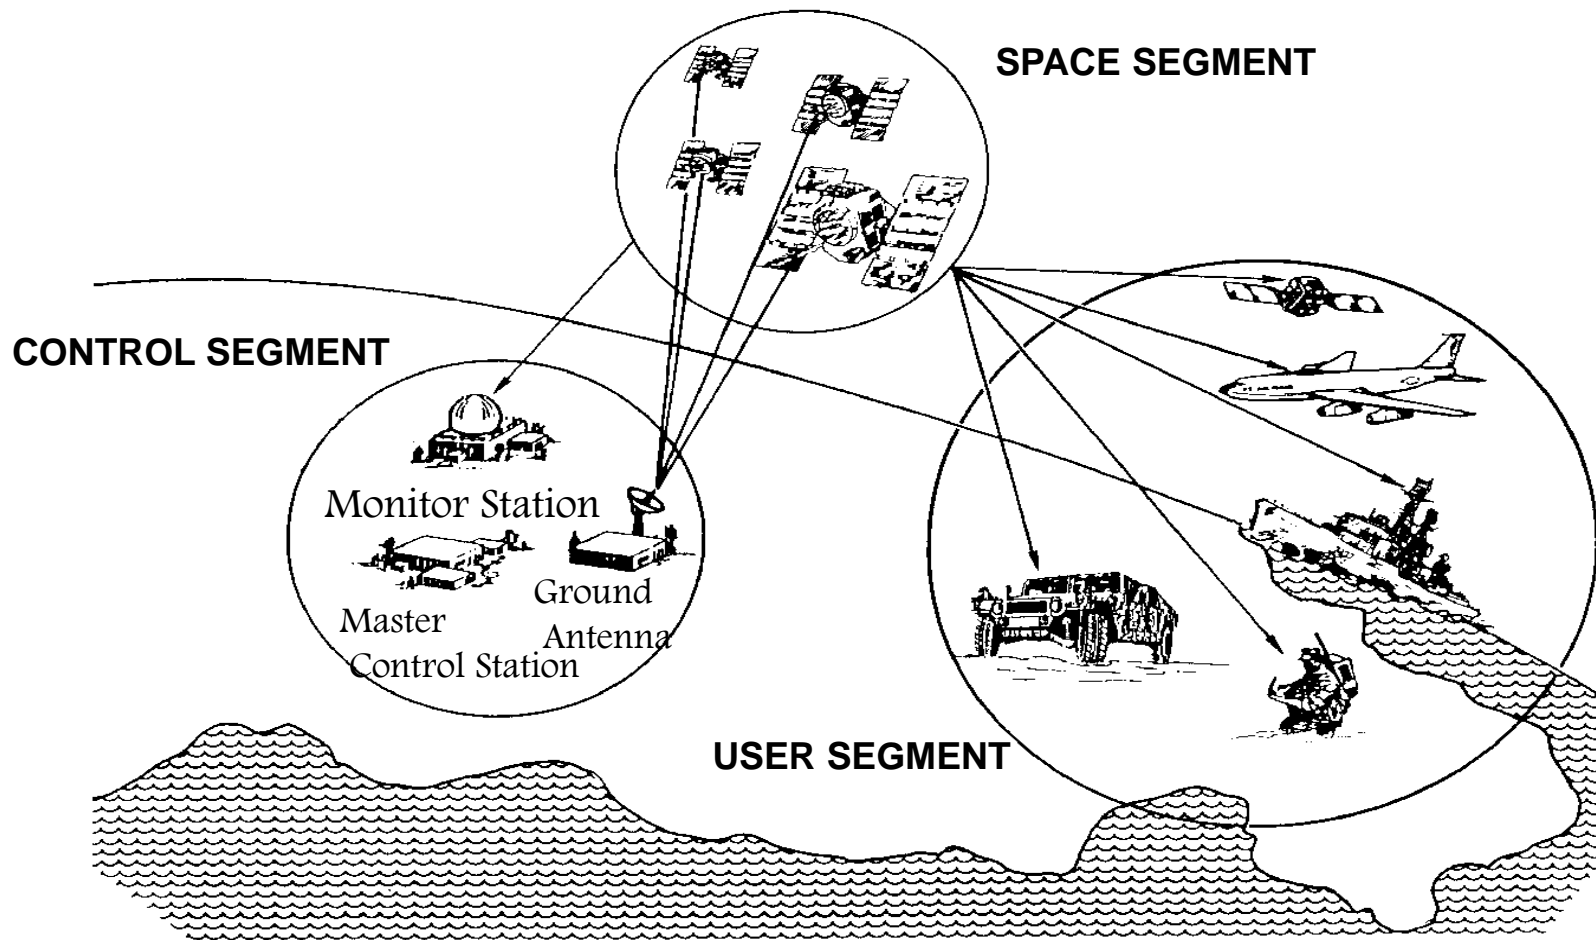 SPACE SEGMENT
CONTROL SEGMENT
Monitor Station
Ground
Antenna
Master
Control Station
USER SEGMENT